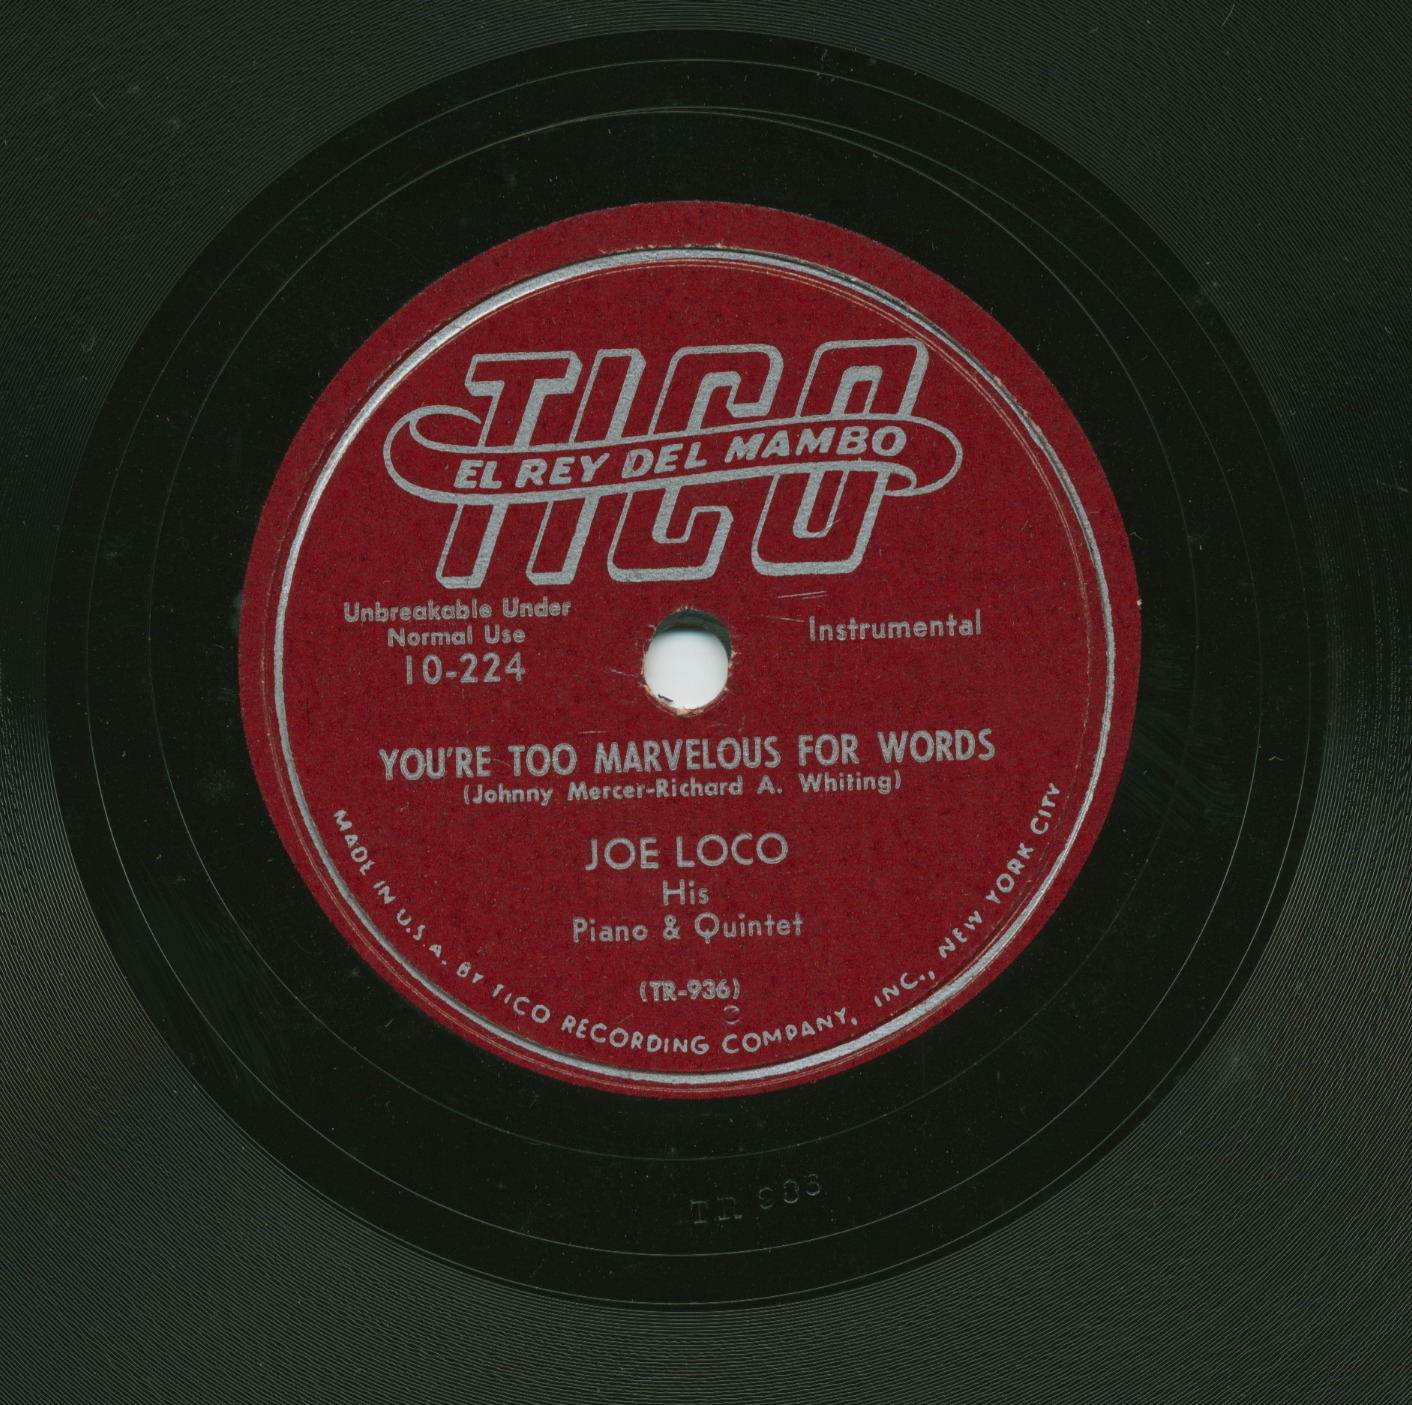 TICO
EL REY DEL MAMBO
Unbreakable Under
Normal Use
10-224
Instrumental
YOU'RE TOO MARVELOUS FOR WORDS
(Johnny Mercer-Richard A. Whiting)
JOE LOCO
His
Piano & Quintet
(TR-936)
MADE IN U.S.A. BY TICO RECORDING COMPANY, INC., NEW YORK CITY
TR 936